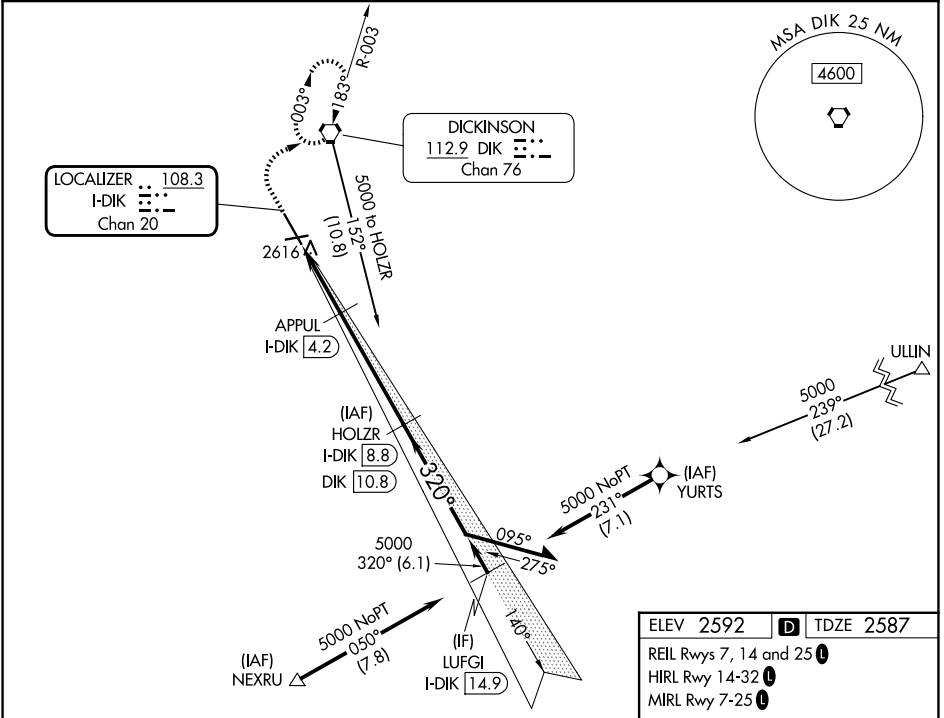 MSA DIK 25 NM
4600
R-003
003°
183°
DICKINSON
112.9 DIK
Chan 76
LOCALIZER 108.3
I-DIK
Chan 20
5000 to HOLZR
152°
(10.8)
2616
APPUL
I-DIK 4.2
ULLIN
5000
239°
(27.2)
(IAF)
HOLZR
I-DIK 8.8
DIK 10.8
320°
(IAF)
YURTS
5000 NoPT
231°
(7.1)
095°
275°
5000
320° (6.1)
140°
5000 NoPT
050°
(7.8)
(IAF)
NEXRU
(IF)
LUFGI
I-DIK 14.9
ELEV 2592 D TDZE 2587
REIL Rwys 7, 14 and 25 L
HIRL Rwy 14-32 L
MIRL Rwy 7-25 L